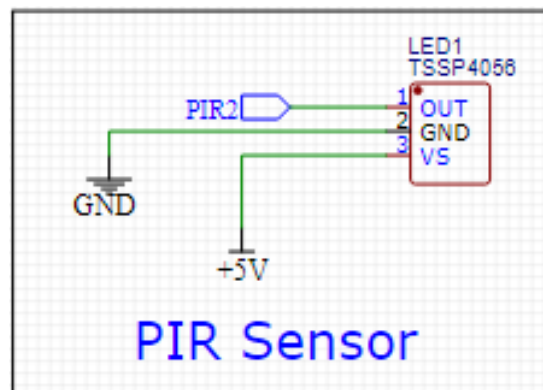 LED1
TSSP4056
PIR2
1 OUT
2 GND
3 VS
GND
+5V
PIR Sensor